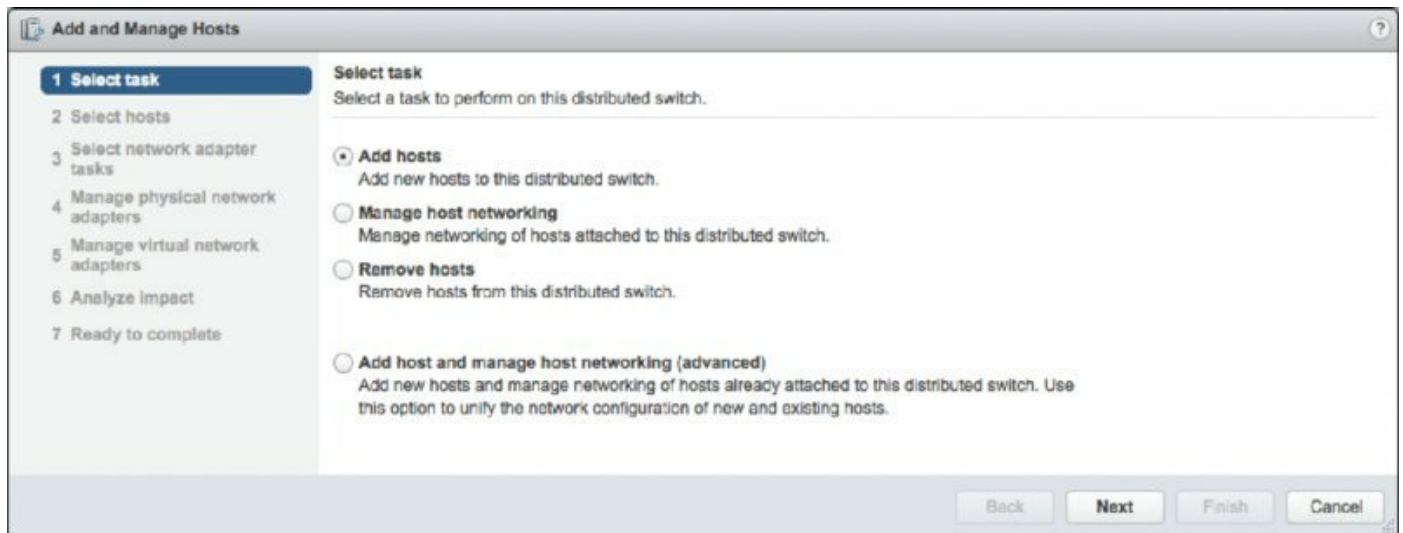 Add and Manage Hosts
?
1 Select task
2 Select hosts
3 Select network adapter
tasks
4 Manage physical network
adapters
5 Manage virtual network
adapters
6 Analyze impact
7 Ready to complete
Select task
Select a task to perform on this distributed switch.
Add hosts
Add new hosts to this distributed switch.
Manage host networking
Manage networking of hosts attached to this distributed switch.
Remove hosts
Remove hosts from this distributed switch.
Add host and manage host networking (advanced)
Add new hosts and manage networking of hosts already attached to this distributed switch. Use
this option to unify the network configuration of new and existing hosts.
Back Next Finish Cancel